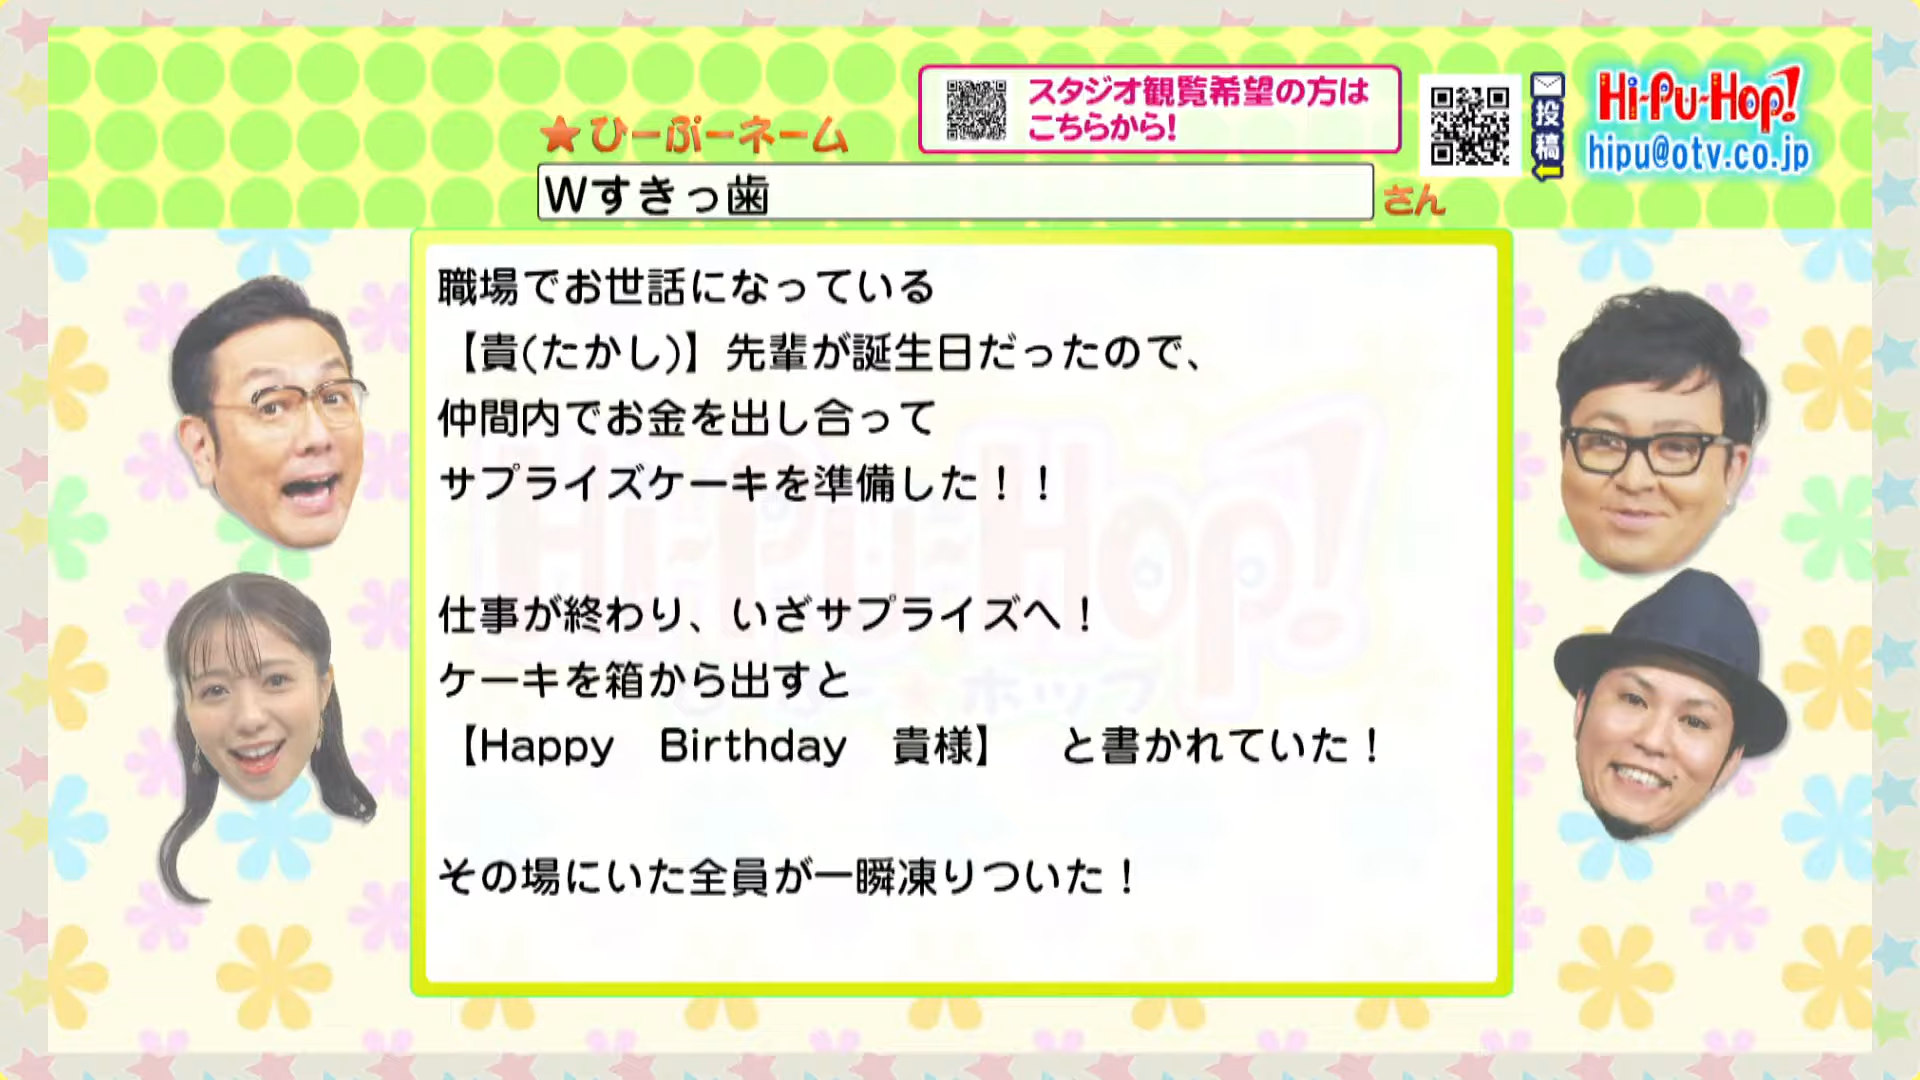 スタジオ観覧希望の方は
こちらから!
投稿
Hi-Pu-Hop!
hipu@otv.co.jp
★ひーぷーネーム
Wすきっ歯 さん
職場でお世話になっている
【貴(たかし)】先輩が誕生日だったので、
仲間内でお金を出し合って
サプライズケーキを準備した！！
仕事が終わり、いざサプライズへ！
ケーキを箱から出すと
【Happy　Birthday　貴様】　と書かれていた！
その場にいた全員が一瞬凍りついた！
Hi-Pu-Hop!